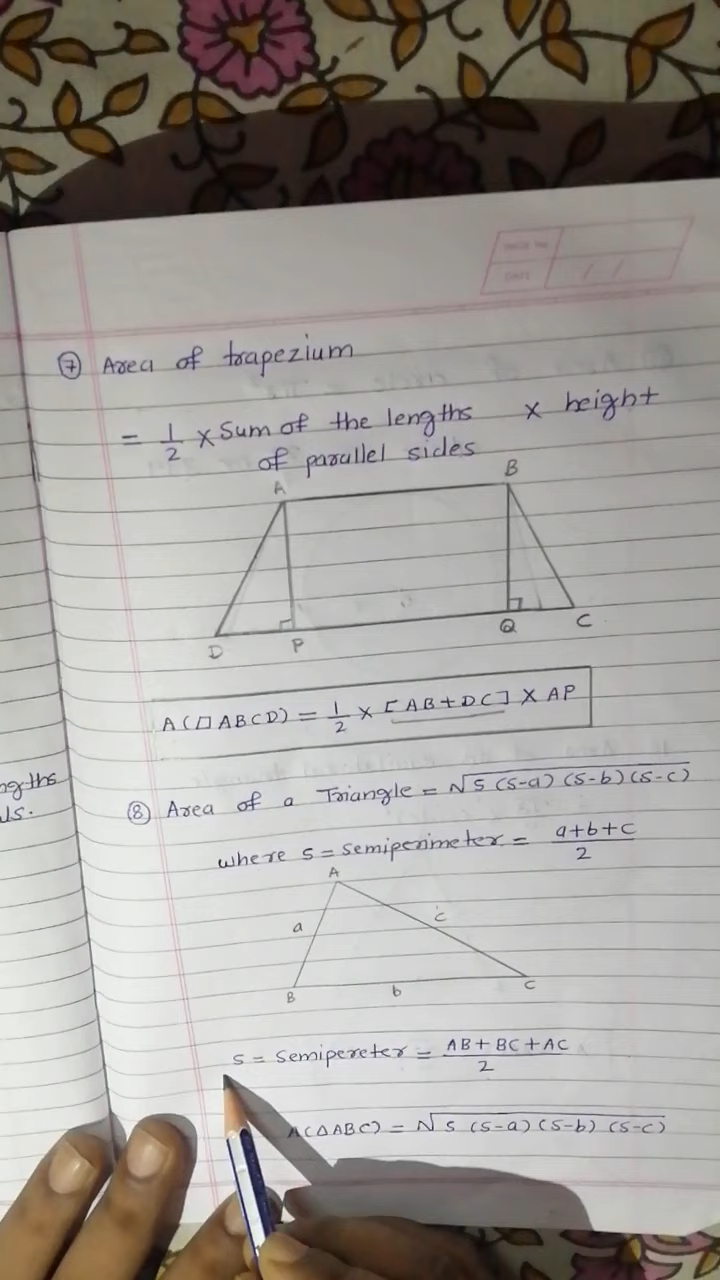 ⑦ Area of trapezium
= 1/2 × Sum of the lengths × height
of parallel sides
A B
D P Q C
A(□ABCD) = 1/2 × [AB+DC] × AP
ngths
⑧ Area of a Triangle = √s (s-a) (s-b) (s-c)
where s = semiperimeter = a+b+c/2
A
a c
B b C
s = semipereter = AB + BC + AC/2
A(△ABC) = √s (s-a) (s-b) (s-c)